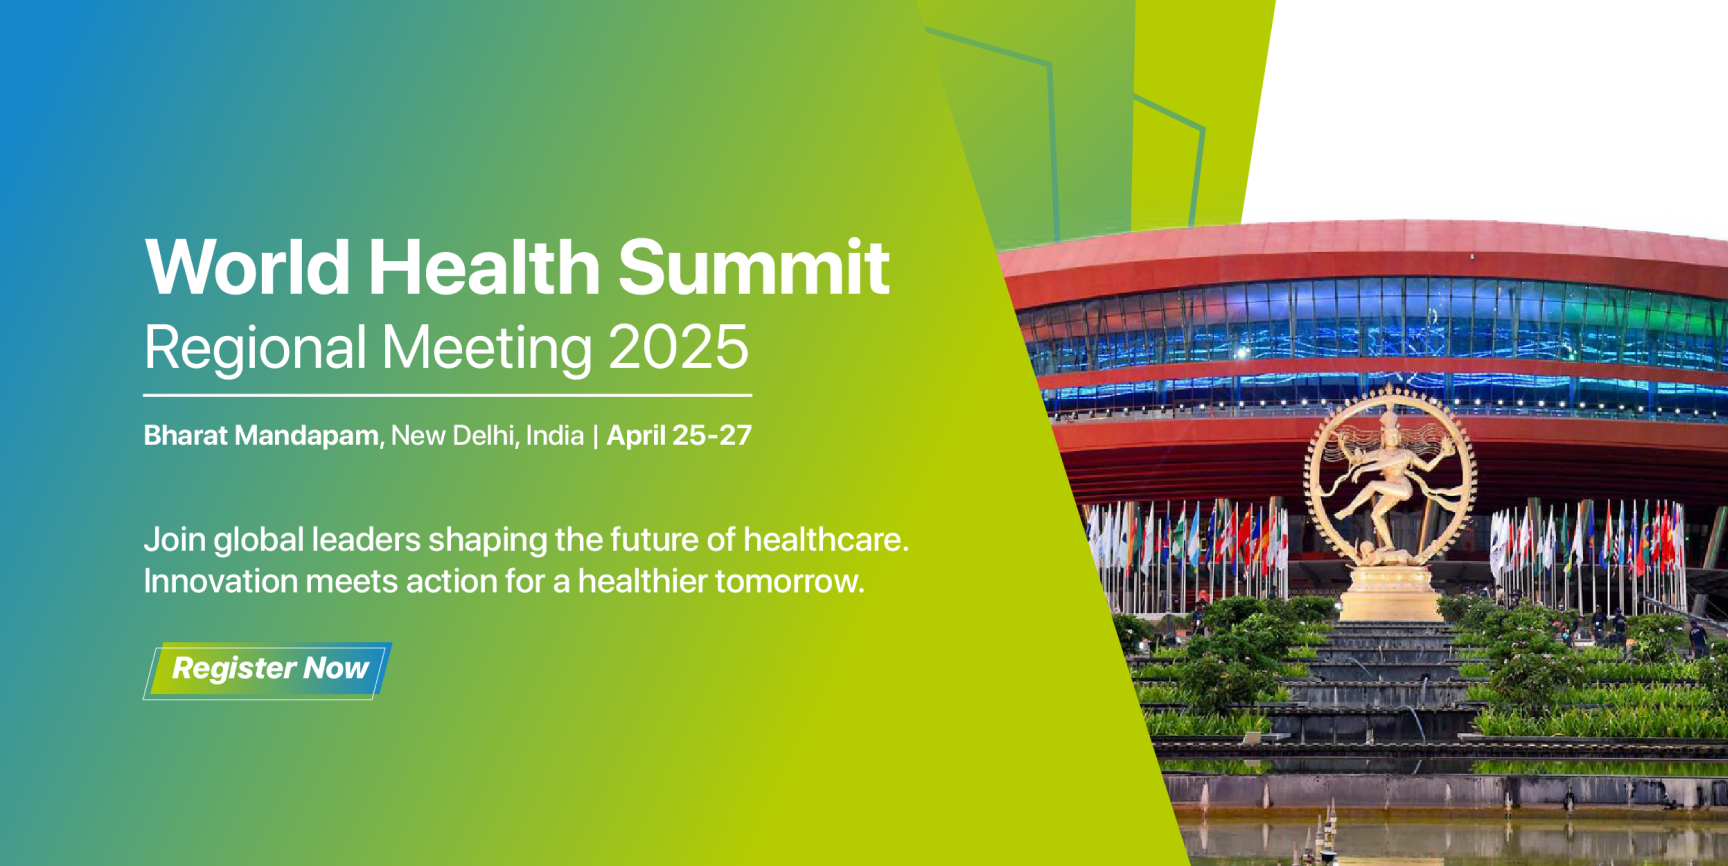 World Health Summit
Regional Meeting 2025
Bharat Mandapam, New Delhi, India | April 25-27
Join global leaders shaping the future of healthcare.
Innovation meets action for a healthier tomorrow.
Register Now